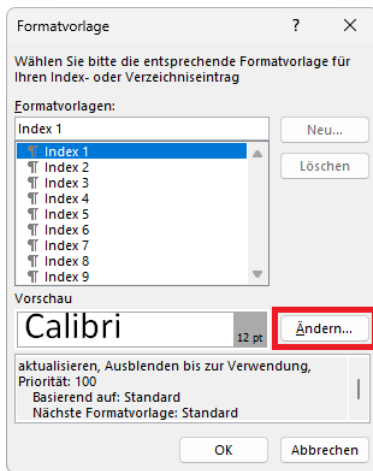 Formatvorlage ?
Wählen Sie bitte die entsprechende Formatvorlage für
Ihren Index- oder Verzeichniseintrag
Formatvorlagen:
Index 1
Neu...
¶ Index 1
¶ Index 2
¶ Index 3
¶ Index 4
¶ Index 5
¶ Index 6
¶ Index 7
¶ Index 8
¶ Index 9
Löschen
Vorschau
Calibri
12 pt
Ändern...
aktualisieren, Ausblenden bis zur Verwendung,
Priorität: 100
Basierend auf: Standard
Nächste Formatvorlage: Standard
OK
Abbrechen